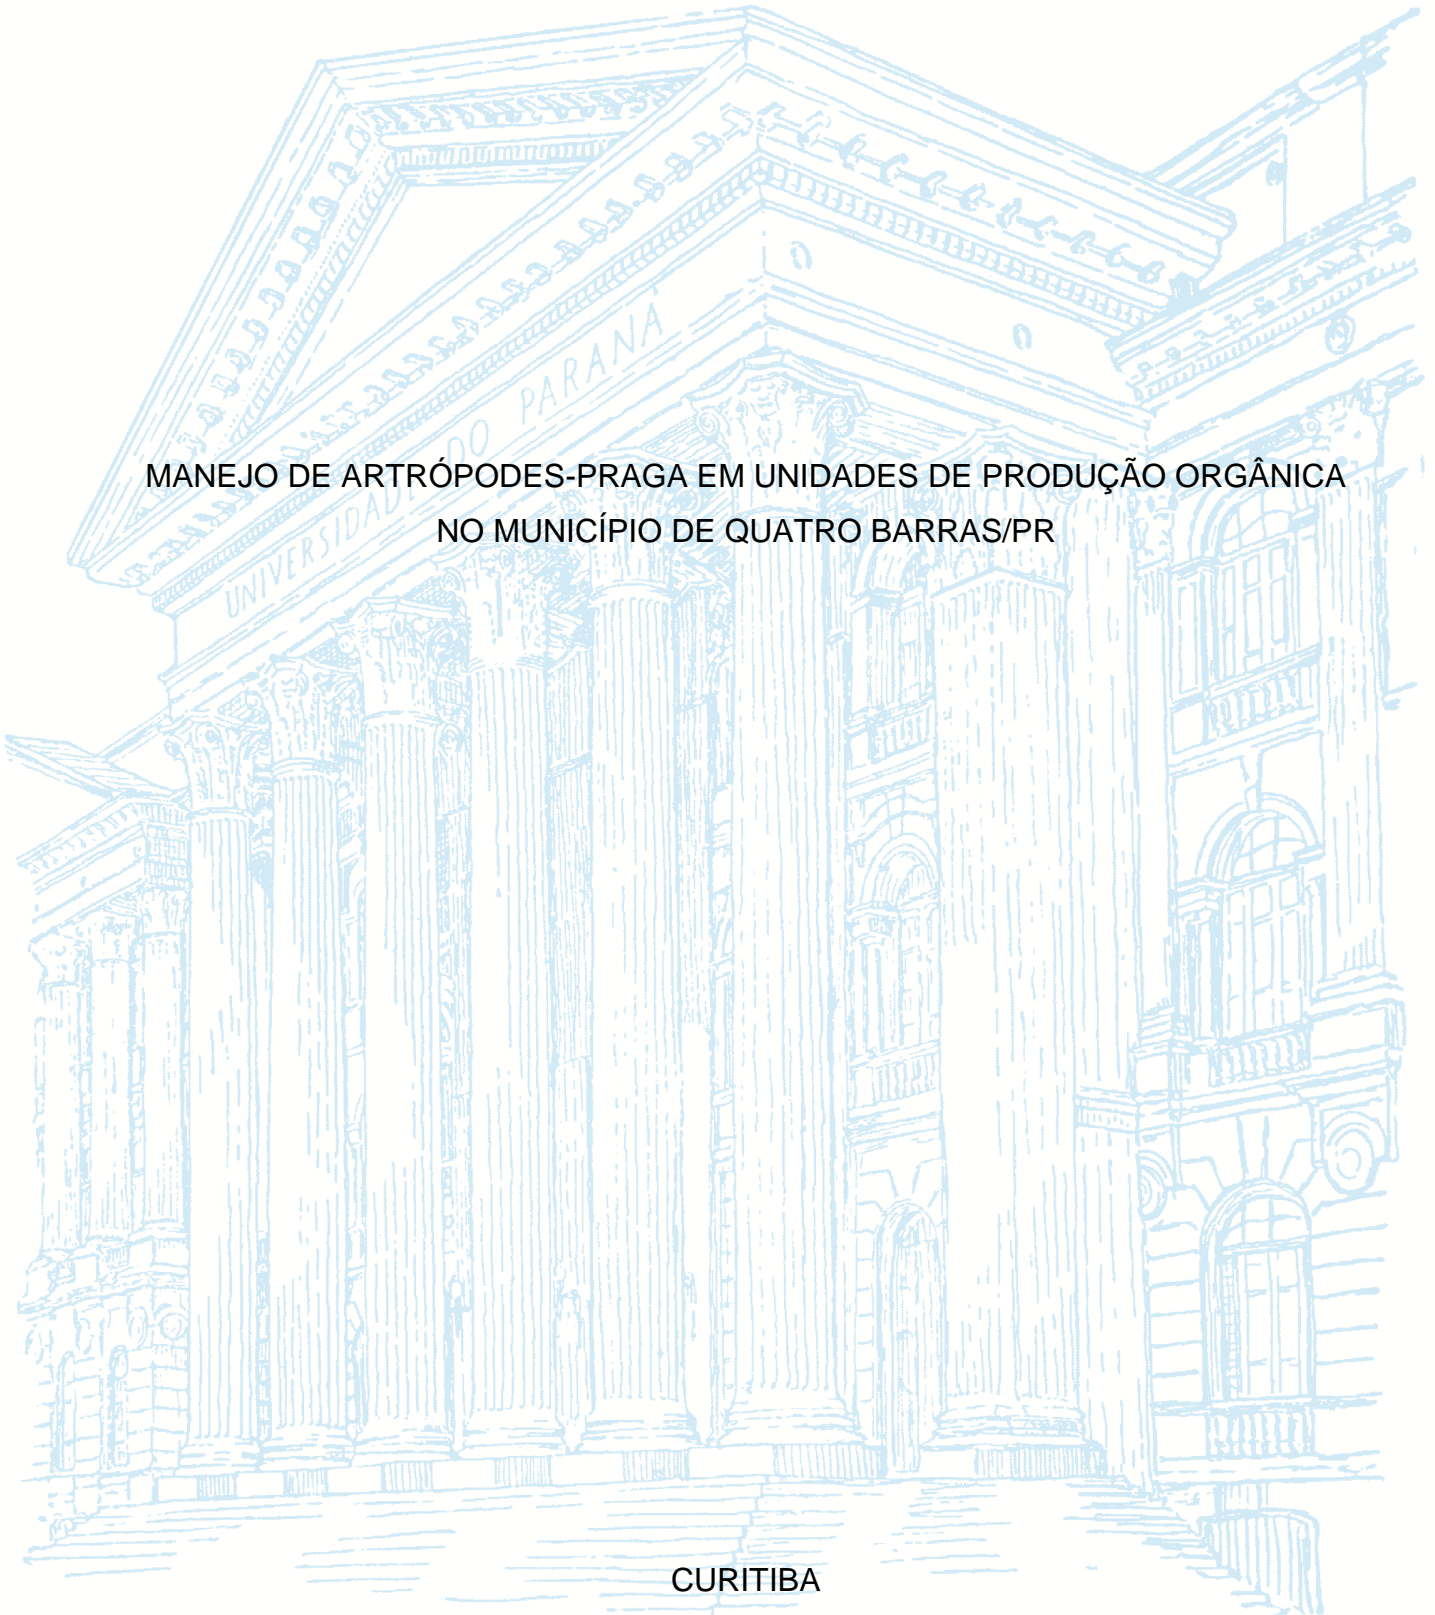 UNIVERSIDADE DO PARANÁ
MANEJO DE ARTRÓPODES-PRAGA EM UNIDADES DE PRODUÇÃO ORGÂNICA
NO MUNICÍPIO DE QUATRO BARRAS/PR
CURITIBA